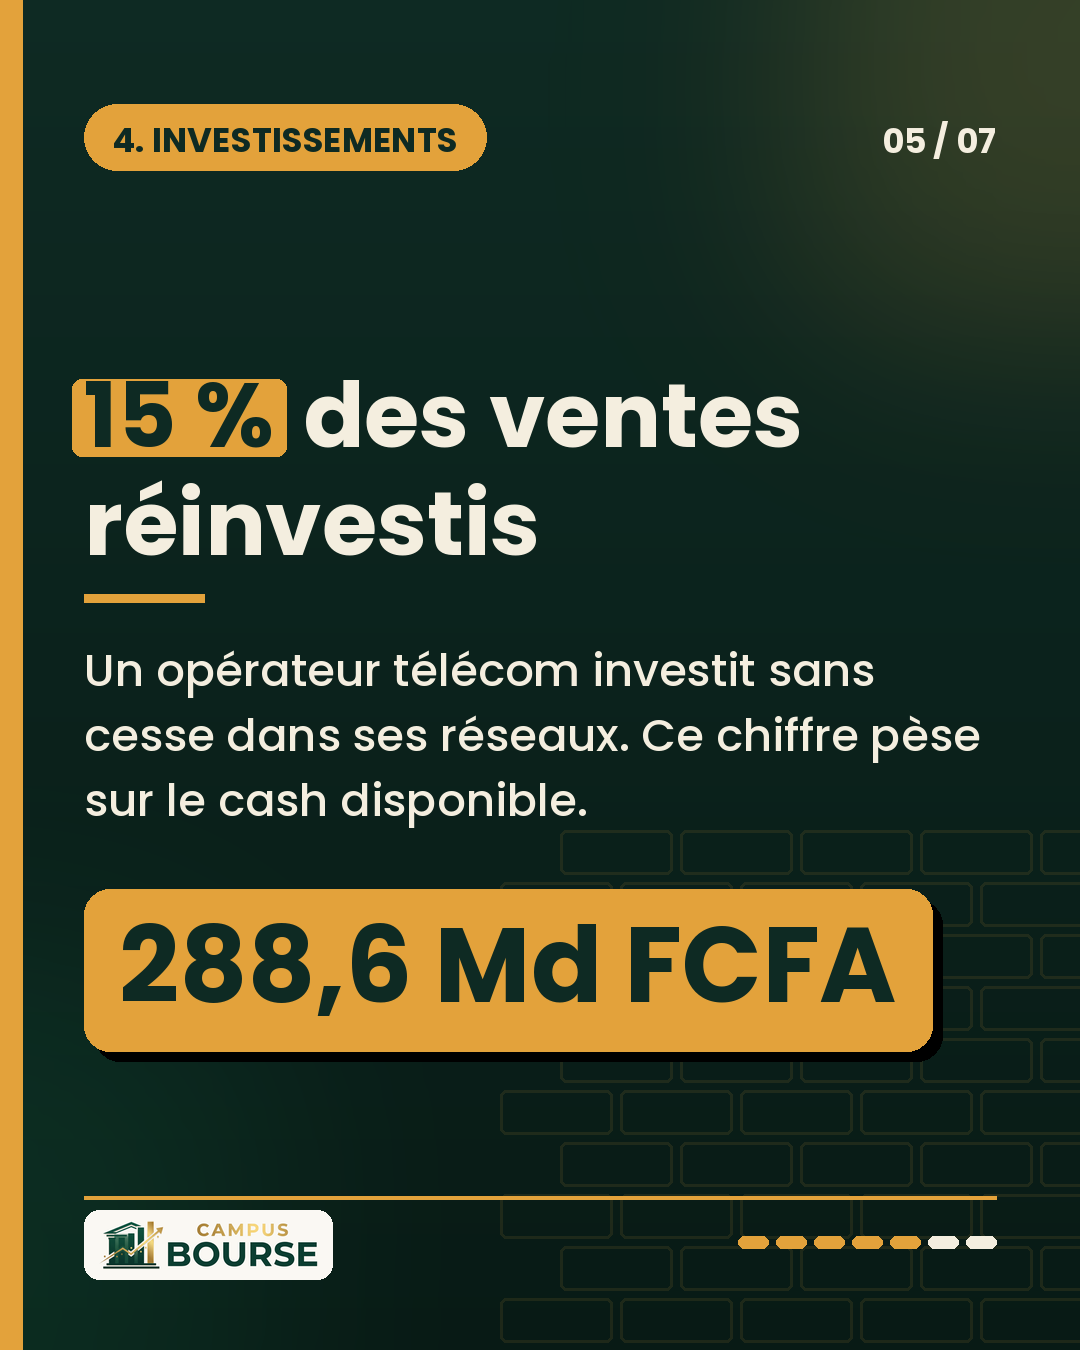 4. INVESTISSEMENTS
05 / 07
15 % des ventes
réinvestis
Un opérateur télécom investit sans
cesse dans ses réseaux. Ce chiffre pèse
sur le cash disponible.
288,6 Md FCFA
CAMPUS
BOURSE